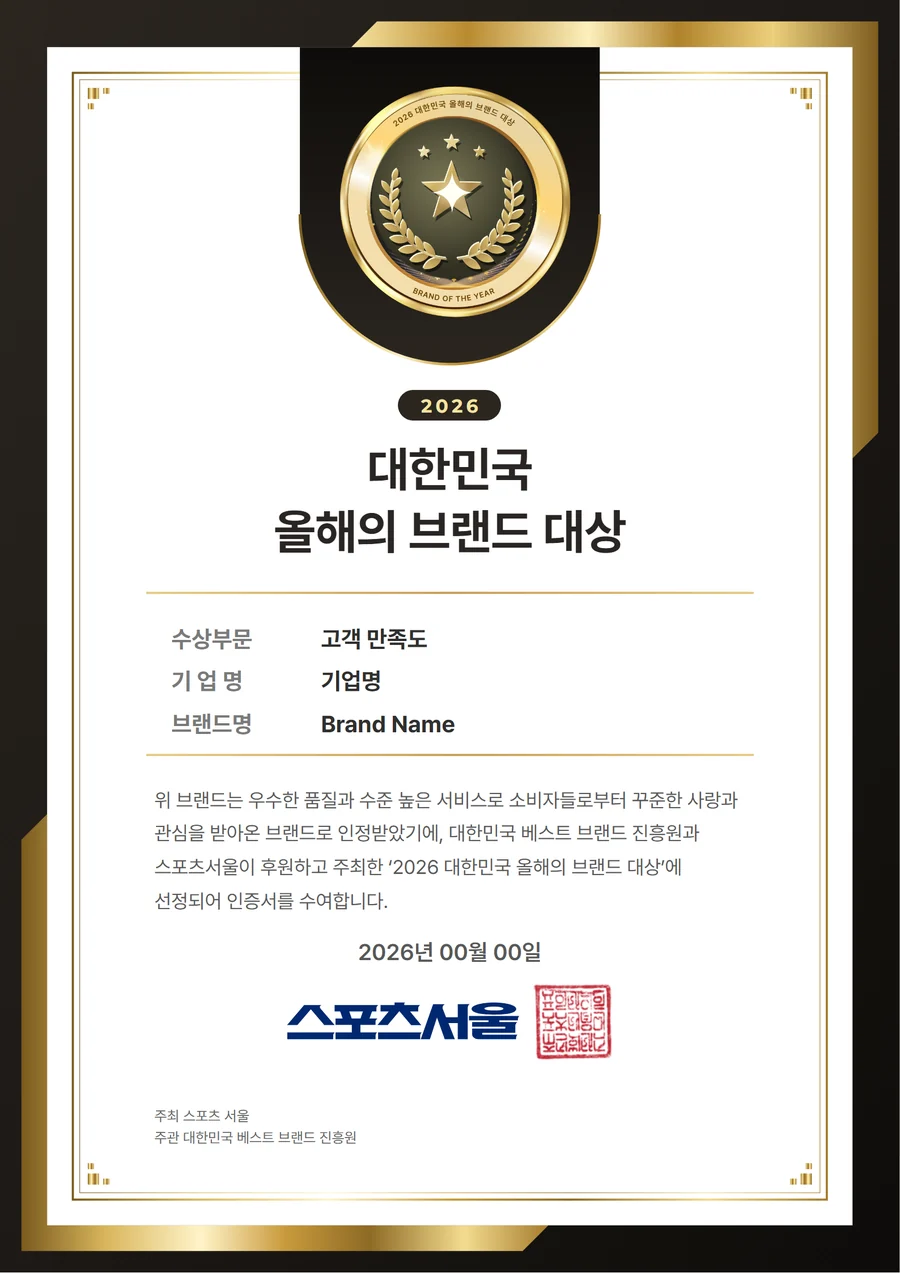 2026 대한민국 올해의 브랜드 대상
BRAND OF THE YEAR
2026
대한민국
올해의 브랜드 대상
수상부문 고객 만족도
기 업 명 기업명
브랜드명 Brand Name
위 브랜드는 우수한 품질과 수준 높은 서비스로 소비자들로부터 꾸준한 사랑과
관심을 받아온 브랜드로 인정받았기에, 대한민국 베스트 브랜드 진흥원과
스포츠서울이 후원하고 주최한 ‘2026 대한민국 올해의 브랜드 대상’에
선정되어 인증서를 수여합니다.
2026년 00월 00일
스포츠서울
주최 스포츠 서울
주관 대한민국 베스트 브랜드 진흥원